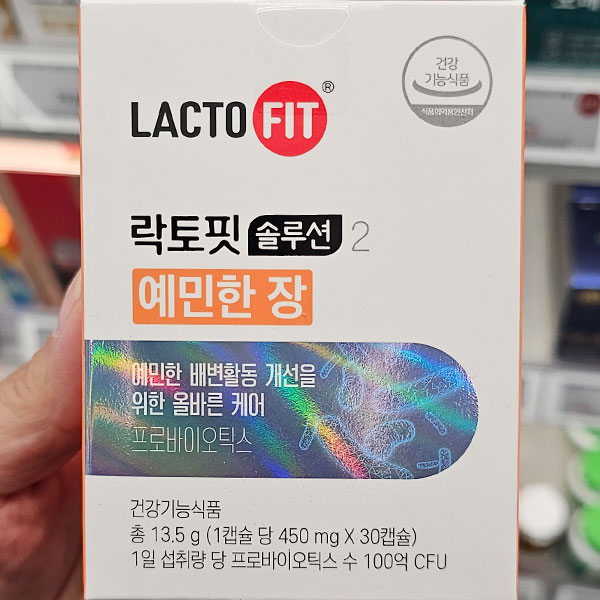 LACTO FIT®
건강
기능식품
식품의약품안전처
락토핏 솔루션 2
예민한 장
예민한 배변활동 개선을
위한 올바른 케어
프로바이오틱스
건강기능식품
총 13.5 g (1캡슐 당 450 mg X 30캡슐)
1일 섭취량 당 프로바이오틱스 수 100억 CFU